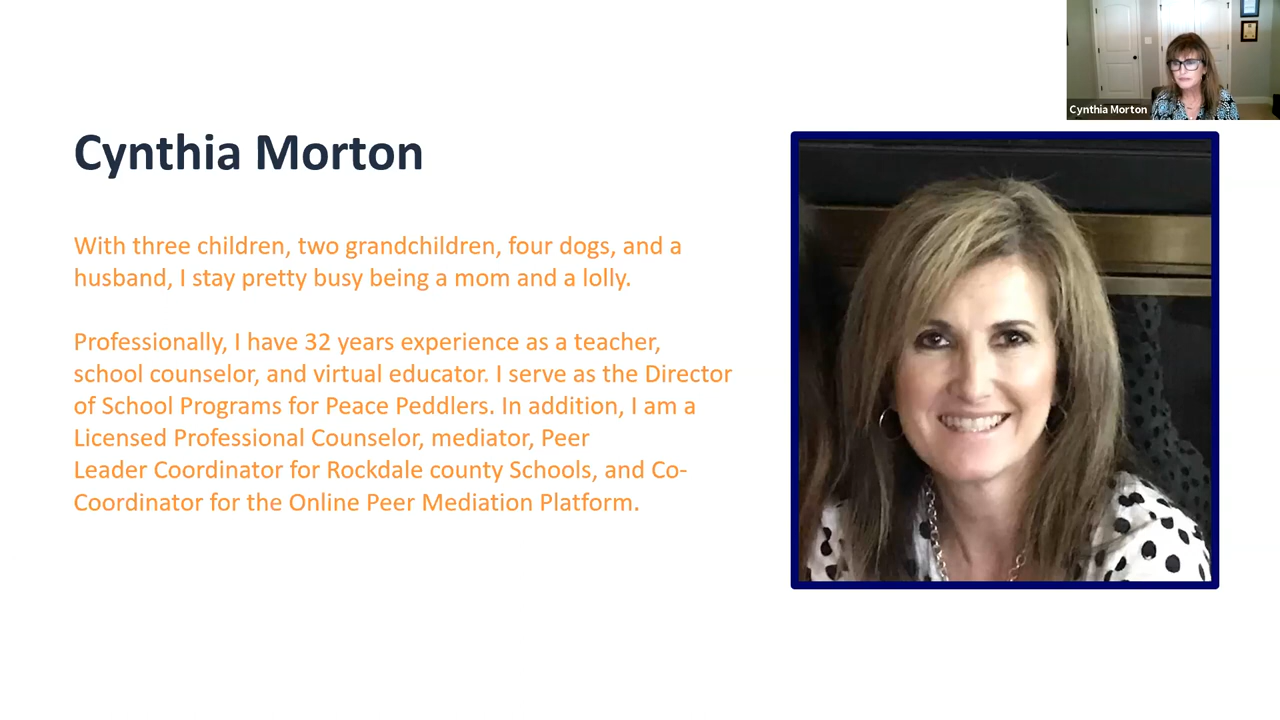 Cynthia Morton
Cynthia Morton
With three children, two grandchildren, four dogs, and a
husband, I stay pretty busy being a mom and a lolly.
Professionally, I have 32 years experience as a teacher,
school counselor, and virtual educator. I serve as the Director
of School Programs for Peace Peddlers. In addition, I am a
Licensed Professional Counselor, mediator, Peer
Leader Coordinator for Rockdale county Schools, and Co-
Coordinator for the Online Peer Mediation Platform.